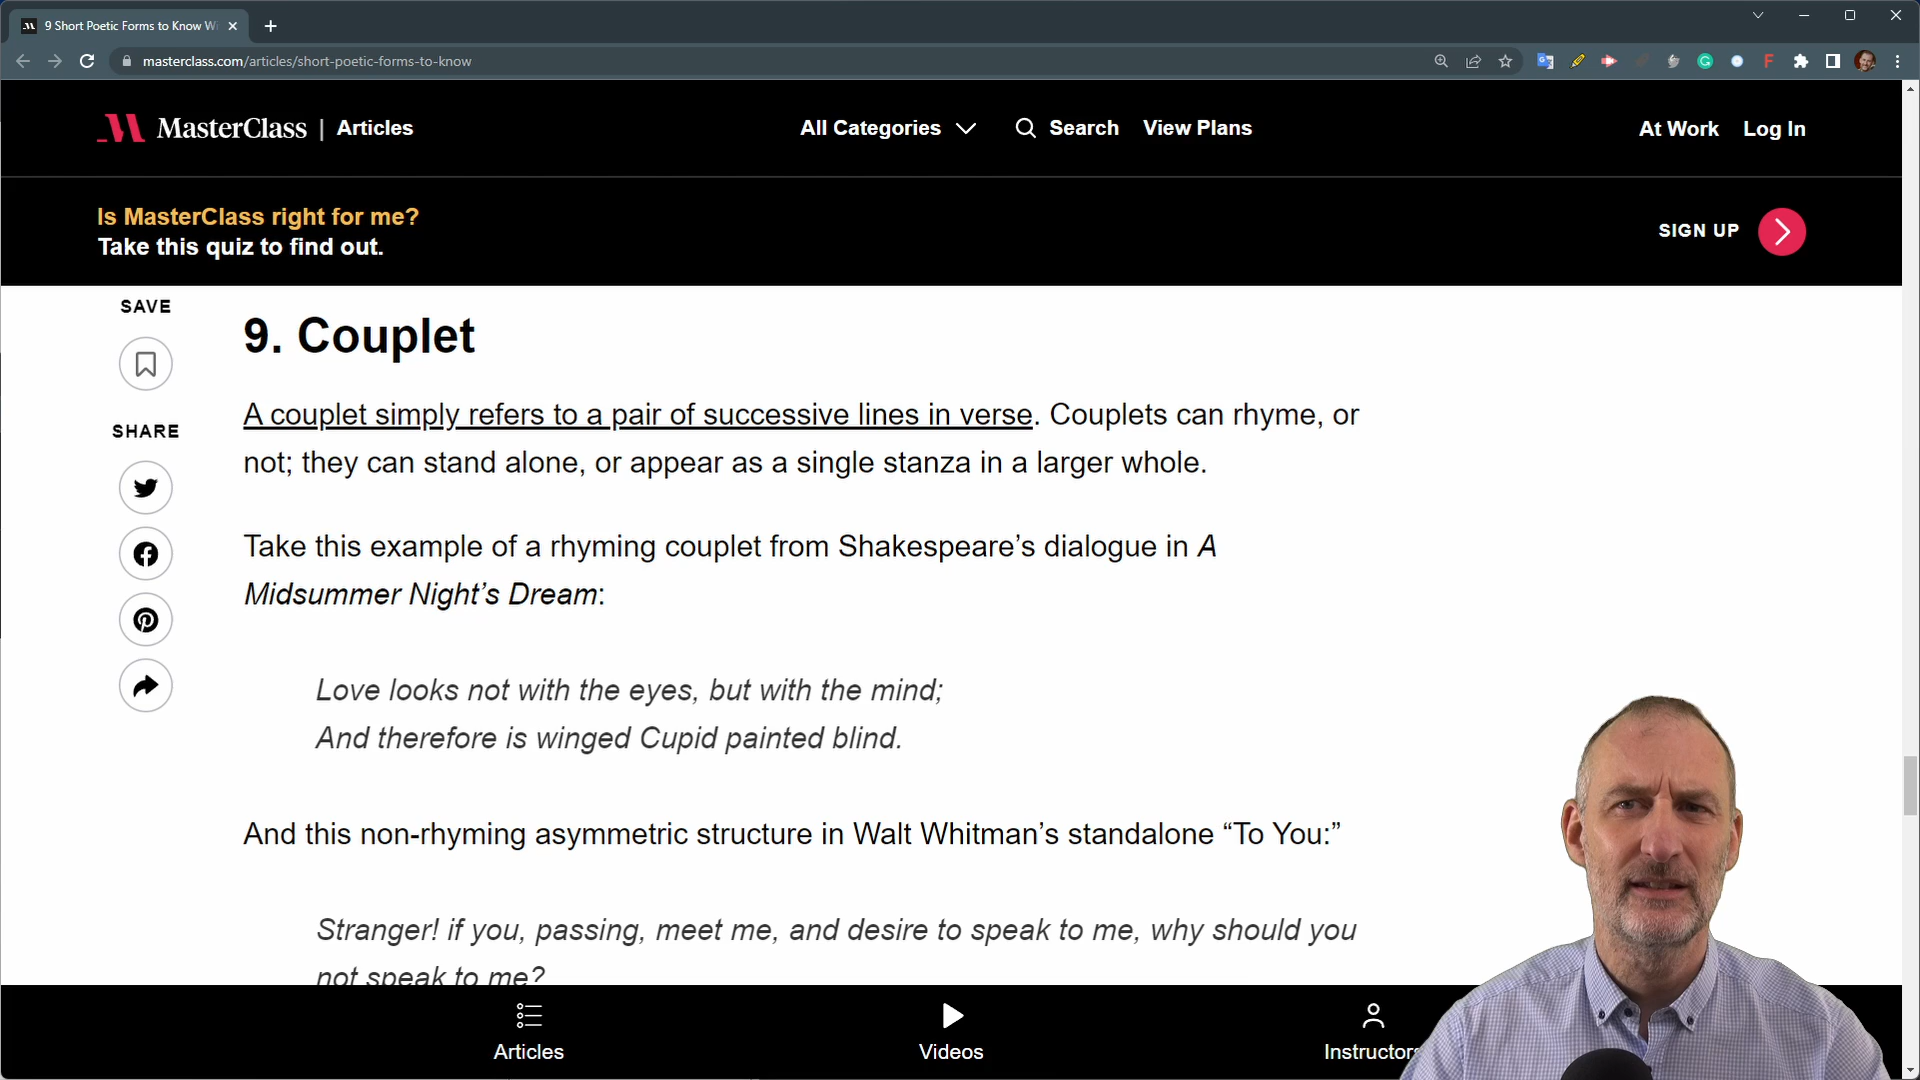 9 Short Poetic Forms to Know Wi
masterclass.com/articles/short-poetic-forms-to-know
MasterClass | Articles
All Categories
Search
View Plans
At Work
Log In
Is MasterClass right for me?
Take this quiz to find out.
SIGN UP
SAVE
SHARE
9. Couplet
A couplet simply refers to a pair of successive lines in verse. Couplets can rhyme, or
not; they can stand alone, or appear as a single stanza in a larger whole.
Take this example of a rhyming couplet from Shakespeare’s dialogue in A
Midsummer Night’s Dream:
Love looks not with the eyes, but with the mind;
And therefore is winged Cupid painted blind.
And this non-rhyming asymmetric structure in Walt Whitman’s standalone “To You:”
Stranger! if you, passing, meet me, and desire to speak to me, why should you
not speak to me?
Articles
Videos
Instructors